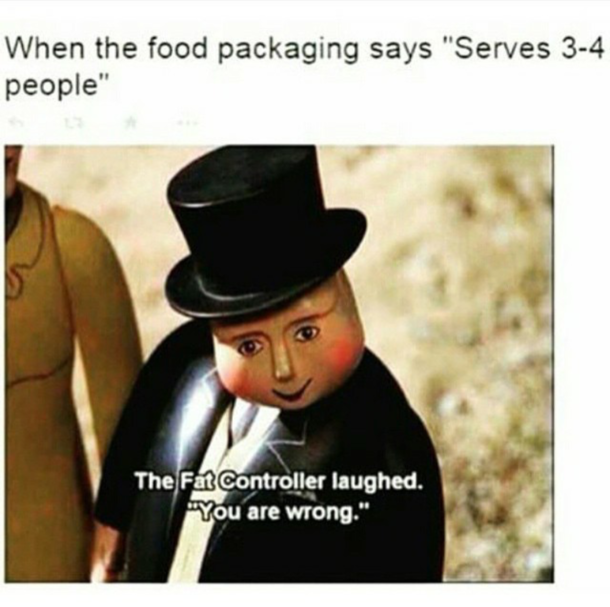 When the food packaging says "Serves 3-4
people"
The Fat Controller laughed.
"You are wrong."